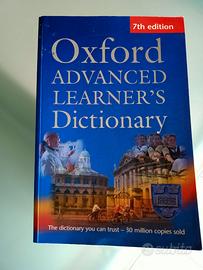 7th edition
Oxford
ADVANCED
LEARNER'S
Dictionary
The dictionary you can trust – 30 million copies sold
subito